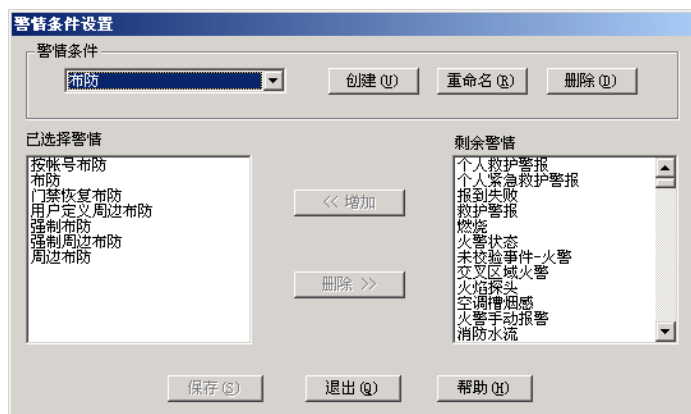 警情条件设置
警情条件
布防
创建(U)
重命名(R)
删除(D)
已选择警情
按帐号布防
布防
门禁恢复布防
用户定义周边布防
强制布防
强制周边布防
周边布防
<< 增加
删除 >>
剩余警情
个人救护警报
个人紧急救护警报
报到失败
救护警报
燃烧
火警状态
未校验事件-火警
交叉区域火警
火焰探头
空调槽烟感
火警手动报警
消防水流
保存(S)
退出(Q)
帮助(H)